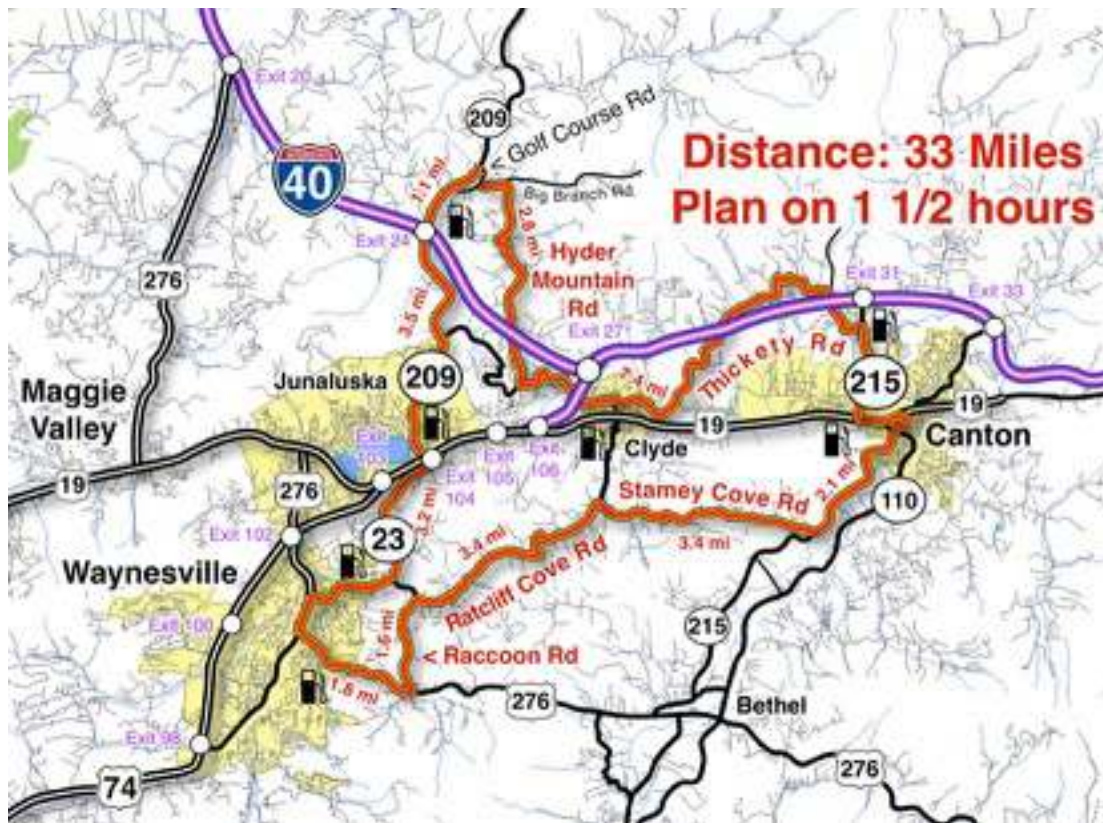 Exit 20
209
< Golf Course Rd
Distance: 33 Miles
Plan on 1 1/2 hours
INTERSTATE
40
1.1 mi.
Big Branch Rd
2.8 mi
Exit 24
Hyder
Mountain
Rd
276
Exit 31
Exit 33
3.5 mi.
Exit 27
Thickety Rd
2.4 mi
Maggie
Valley
Junaluska
209
215
19
19
Canton
Clyde
Exit
103
Exit
104
Exit
105
Exit
106
19
276
Stamey Cove Rd
2.1 mi
110
3.2 mi
Exit 102
23
3.4 mi
3.4 mi
Waynesville
Ratcliff Cove Rd
Exit 100
1.6 mi
215
< Raccoon Rd
1.8 mi
276
Bethel
Exit 98
74
276